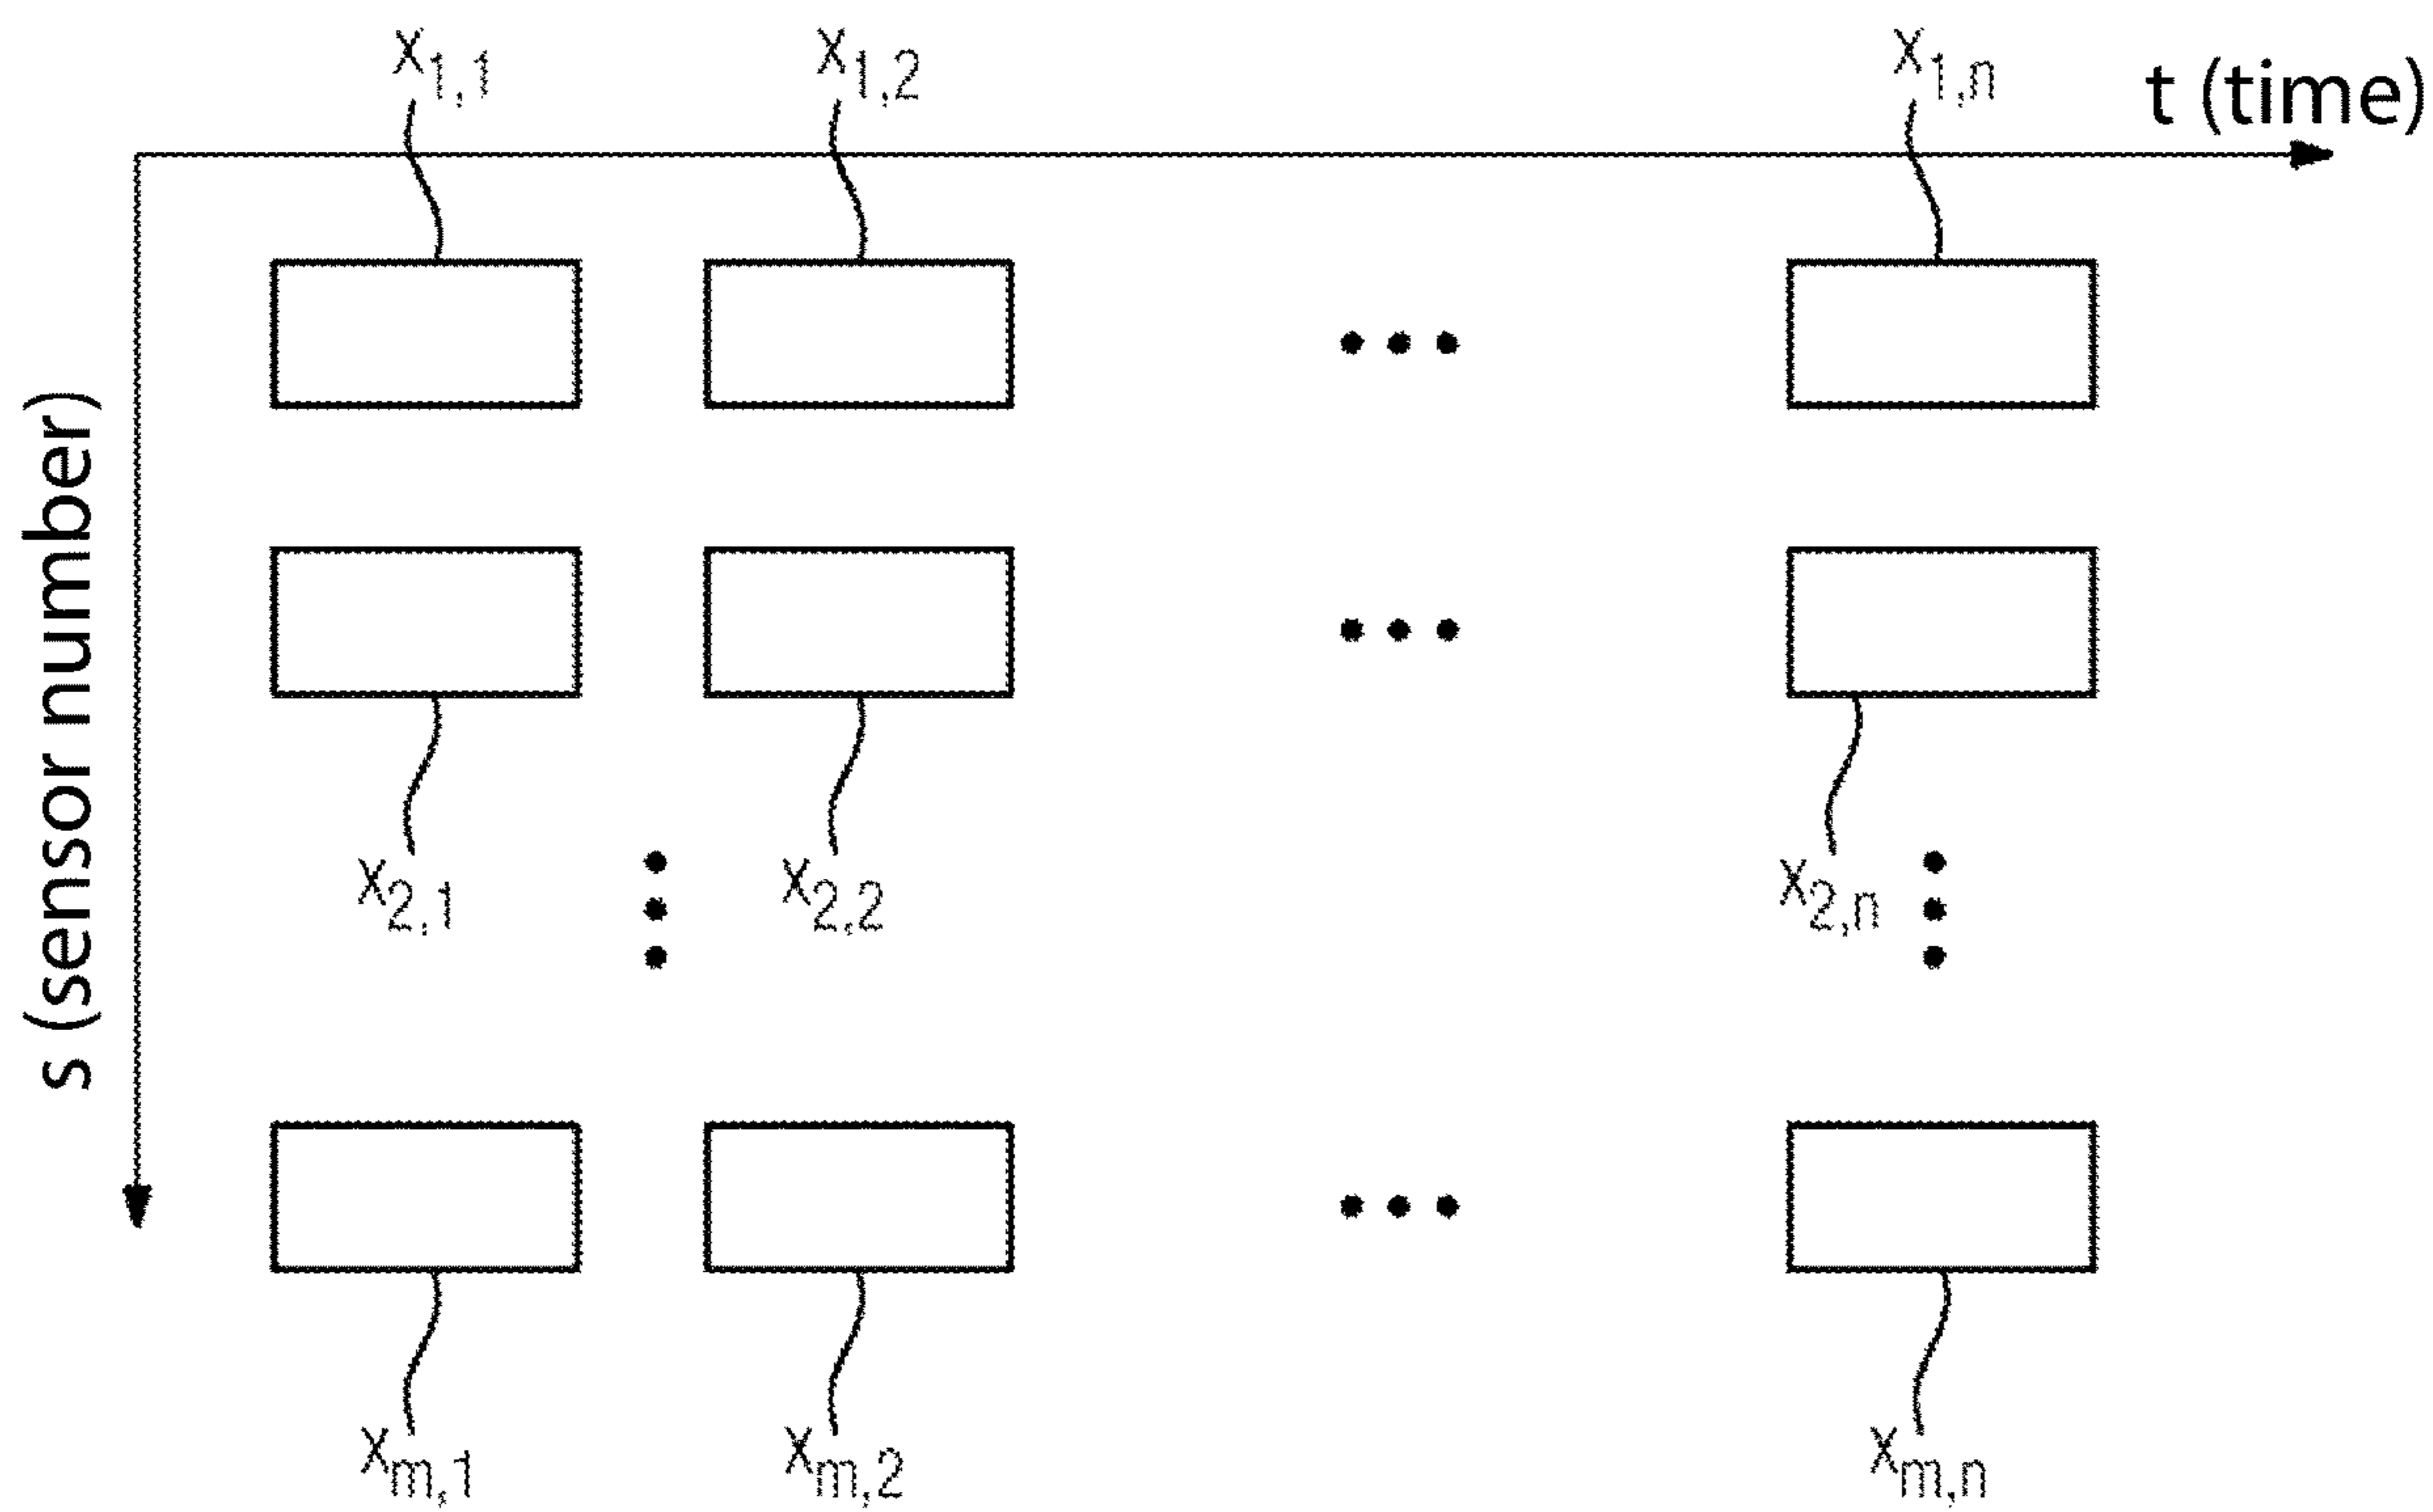 x1,1 x1,2 x1,n
t (time)
s (sensor number)
x2,1 x2,2 x2,n
xm,1 xm,2 xm,n